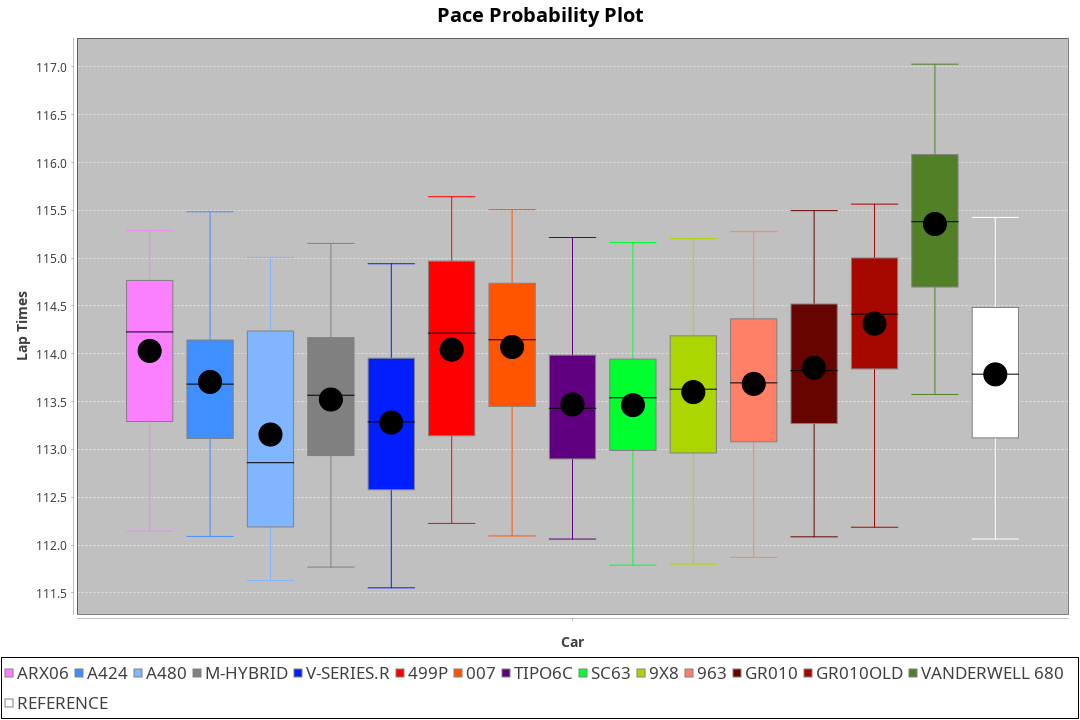 Pace Probability Plot
117.0
116.5
116.0
115.5
115.0
114.5
114.0
113.5
113.0
112.5
112.0
111.5
Lap Times
Car
ARX06 A424 A480 M-HYBRID V-SERIES.R 499P 007 TIPO6C SC63 9X8 963 GR010 GR010OLD VANDERWELL 680
REFERENCE